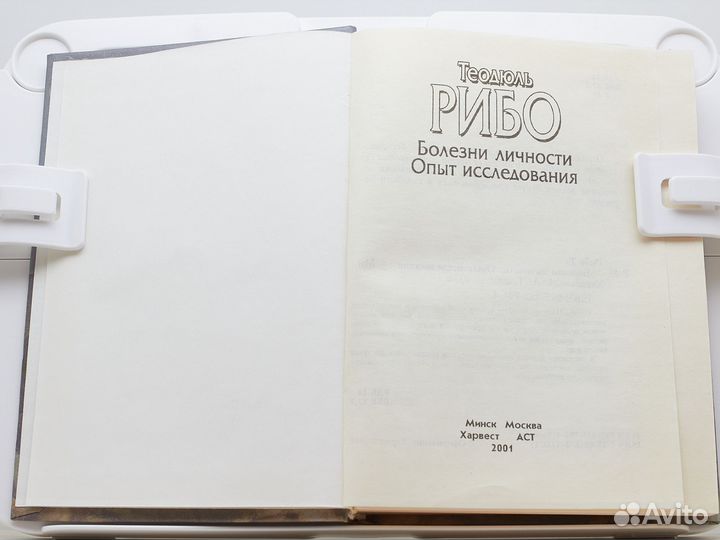 Теодюль
РИБО
Болезни личности
Опыт исследования
Минск Москва
Харвест АСТ
2001
Avito